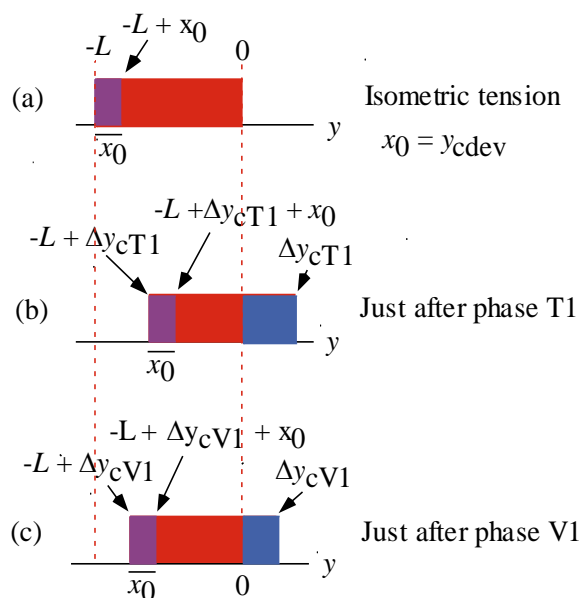 -L + x0
-L
0
(a)
Isometric tension
y
x0
x0 = ycdev
-L + ΔycT1 + x0
-L + ΔycT1
ΔycT1
(b)
Just after phase T1
y
x0
-L + ΔycV1 + x0
-L + ΔycV1
ΔycV1
(c)
Just after phase V1
x0
0
y